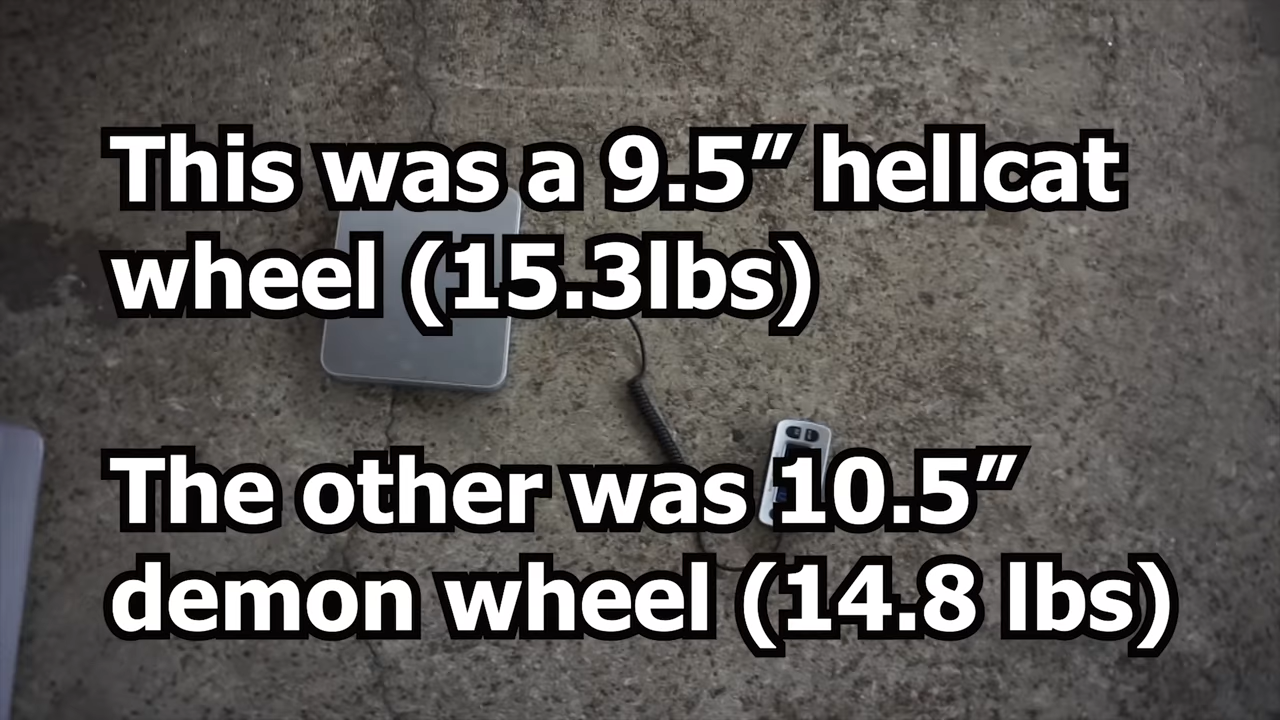 This was a 9.5” hellcat
wheel (15.3lbs)
The other was 10.5”
demon wheel (14.8 lbs)